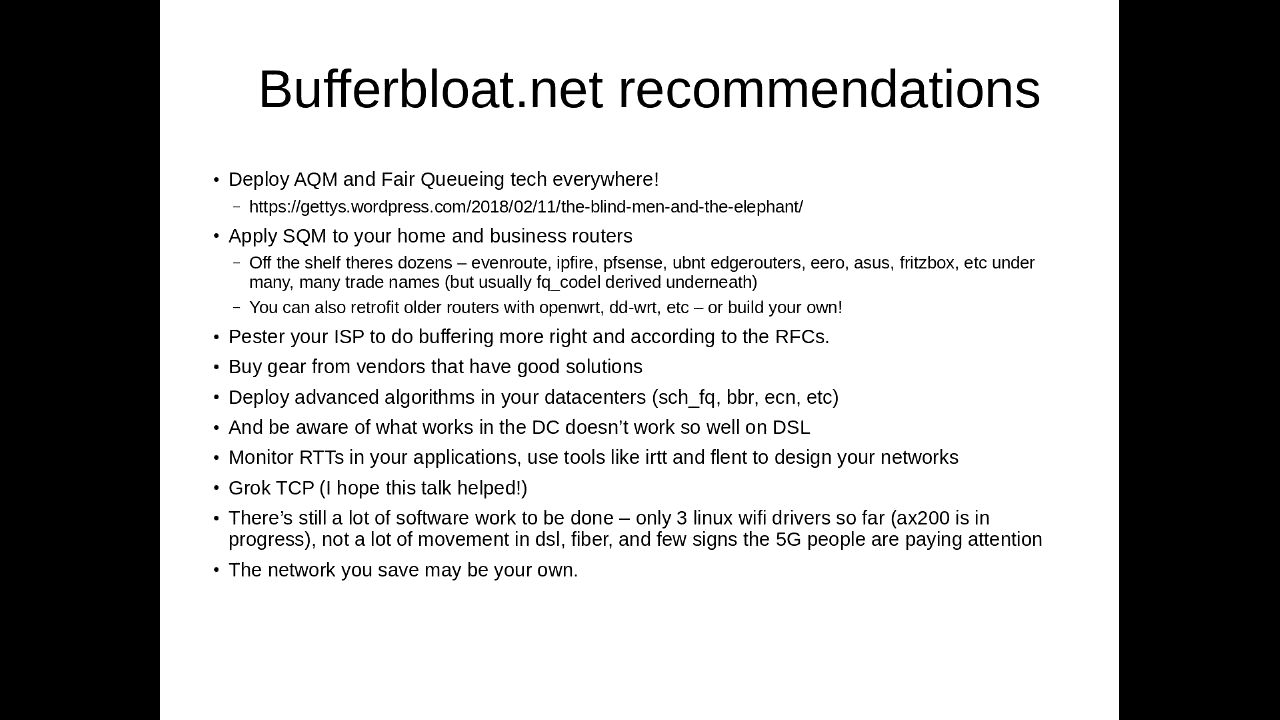 Bufferbloat.net recommendations
• Deploy AQM and Fair Queueing tech everywhere!
– https://gettys.wordpress.com/2018/02/11/the-blind-men-and-the-elephant/
• Apply SQM to your home and business routers
– Off the shelf theres dozens – evenroute, ipfire, pfsense, ubnt edgerouters, eero, asus, fritzbox, etc under
many, many trade names (but usually fq_codel derived underneath)
– You can also retrofit older routers with openwrt, dd-wrt, etc – or build your own!
• Pester your ISP to do buffering more right and according to the RFCs.
• Buy gear from vendors that have good solutions
• Deploy advanced algorithms in your datacenters (sch_fq, bbr, ecn, etc)
• And be aware of what works in the DC doesn’t work so well on DSL
• Monitor RTTs in your applications, use tools like irtt and flent to design your networks
• Grok TCP (I hope this talk helped!)
• There’s still a lot of software work to be done – only 3 linux wifi drivers so far (ax200 is in
progress), not a lot of movement in dsl, fiber, and few signs the 5G people are paying attention
• The network you save may be your own.